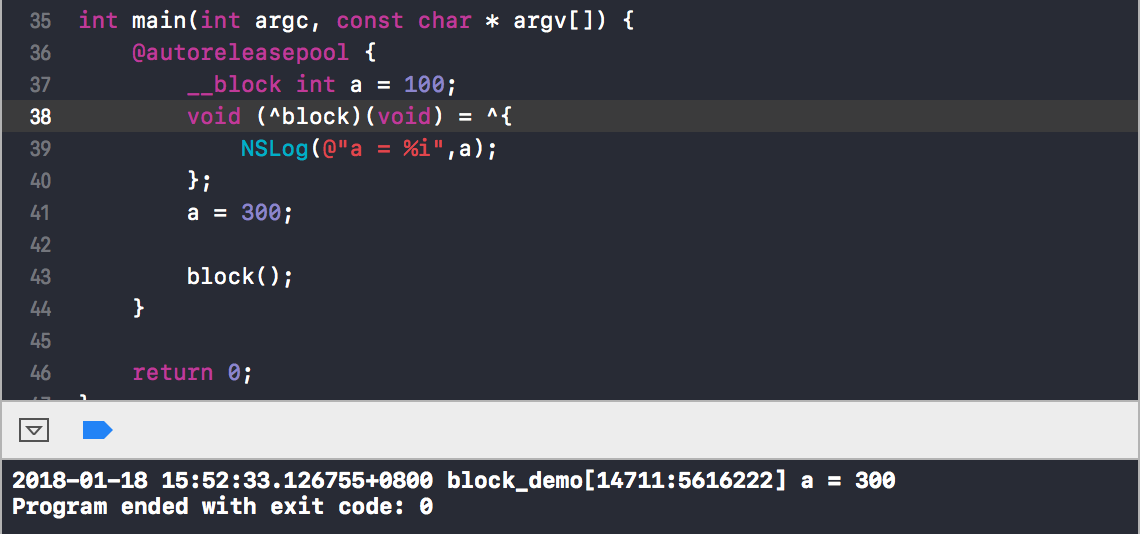 35 int main(int argc, const char * argv[]) {
36 @autoreleasepool {
37 __block int a = 100;
38 void (^block)(void) = ^{
39 NSLog(@"a = %i",a);
40 };
41 a = 300;
42
43 block();
44 }
45
46 return 0;
2018-01-18 15:52:33.126755+0800 block_demo[14711:5616222] a = 300
Program ended with exit code: 0